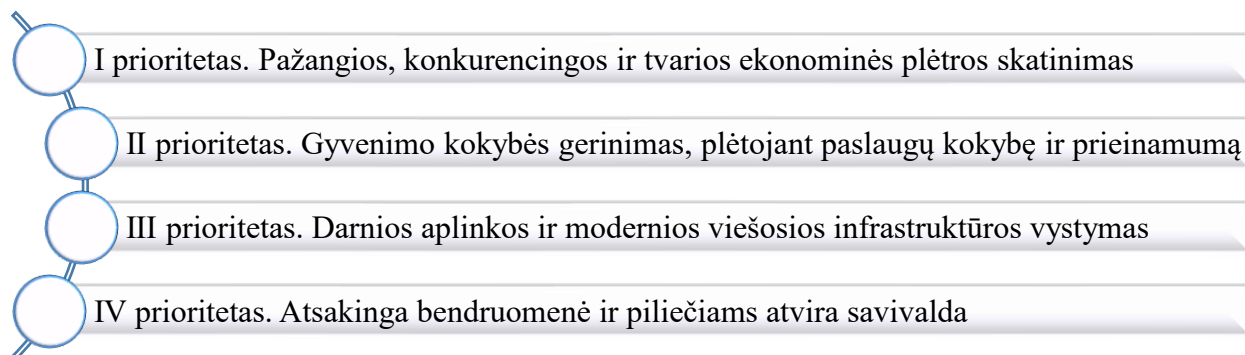 I prioritetas. Pažangios, konkurencingos ir tvarios ekonominės plėtros skatinimas
II prioritetas. Gyvenimo kokybės gerinimas, plėtojant paslaugų kokybę ir prieinamumą
III prioritetas. Darnios aplinkos ir modernios viešosios infrastruktūros vystymas
IV prioritetas. Atsakinga bendruomenė ir piliečiams atvira savivalda